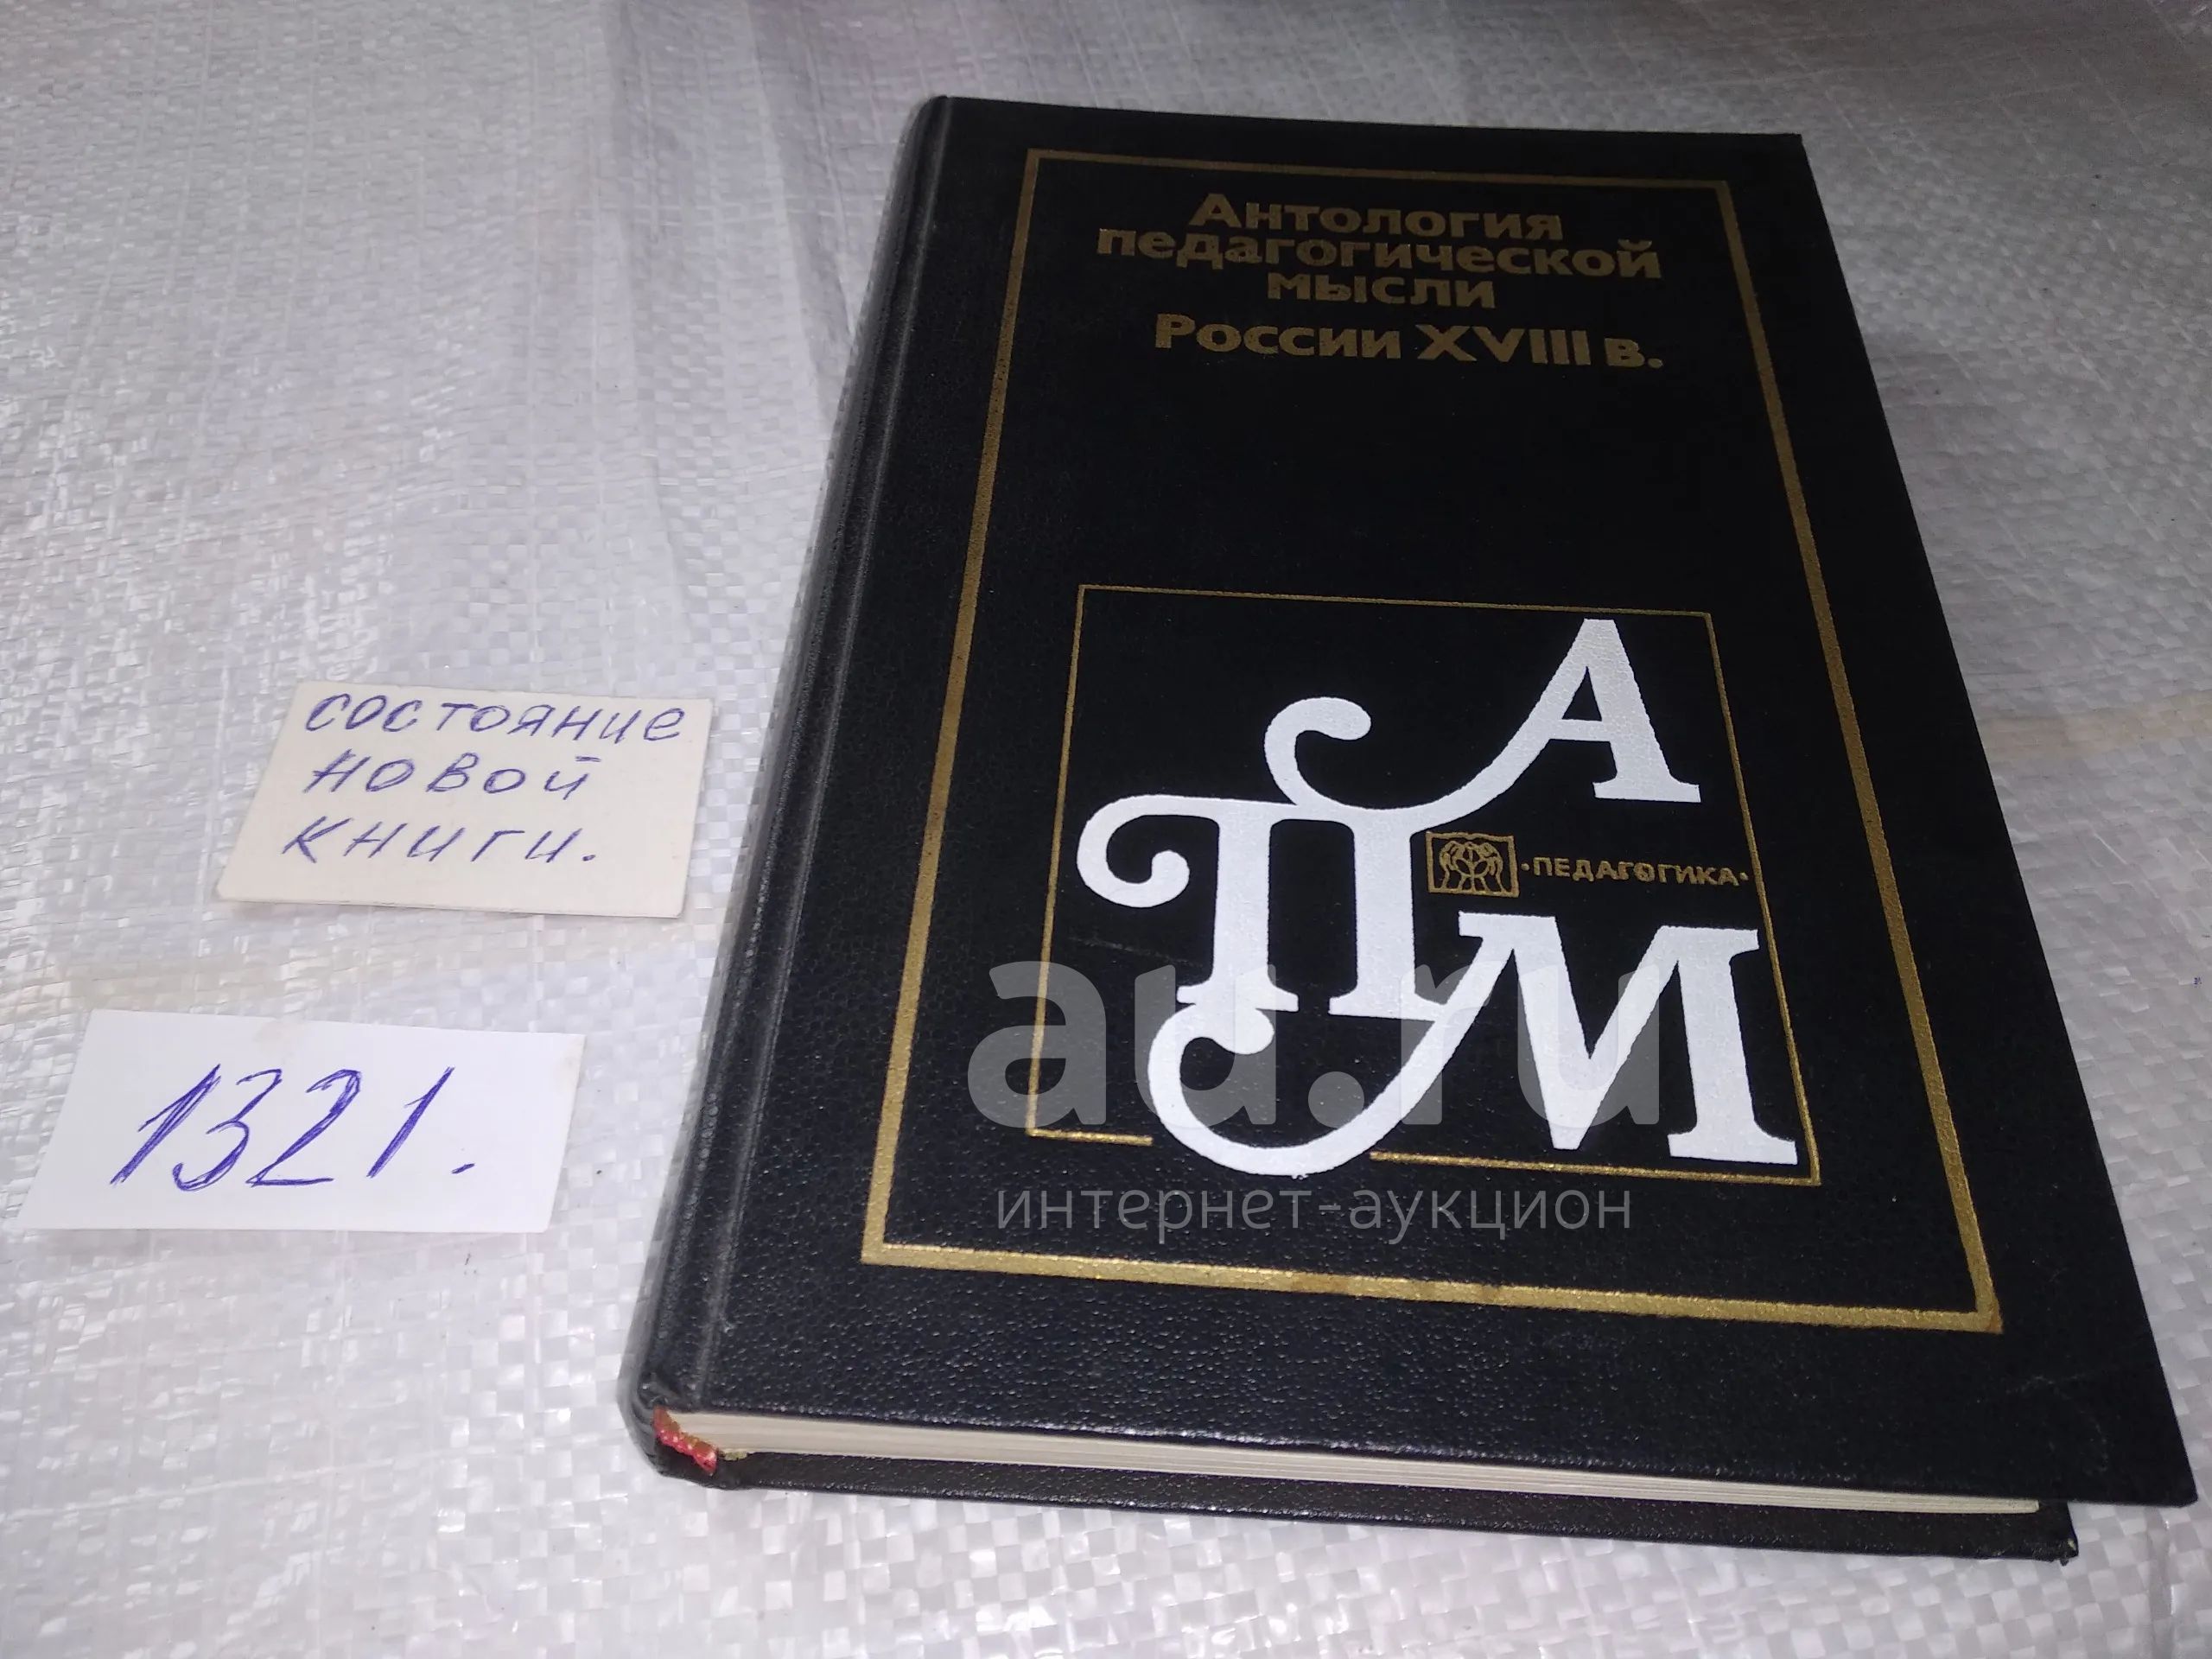 Антология
педагогической
мысли
России XVIII в.
А
П
•ПЕДАГОГИКА•
М
au.ru
интернет-аукцион
состояние
новой
книги.
1321.